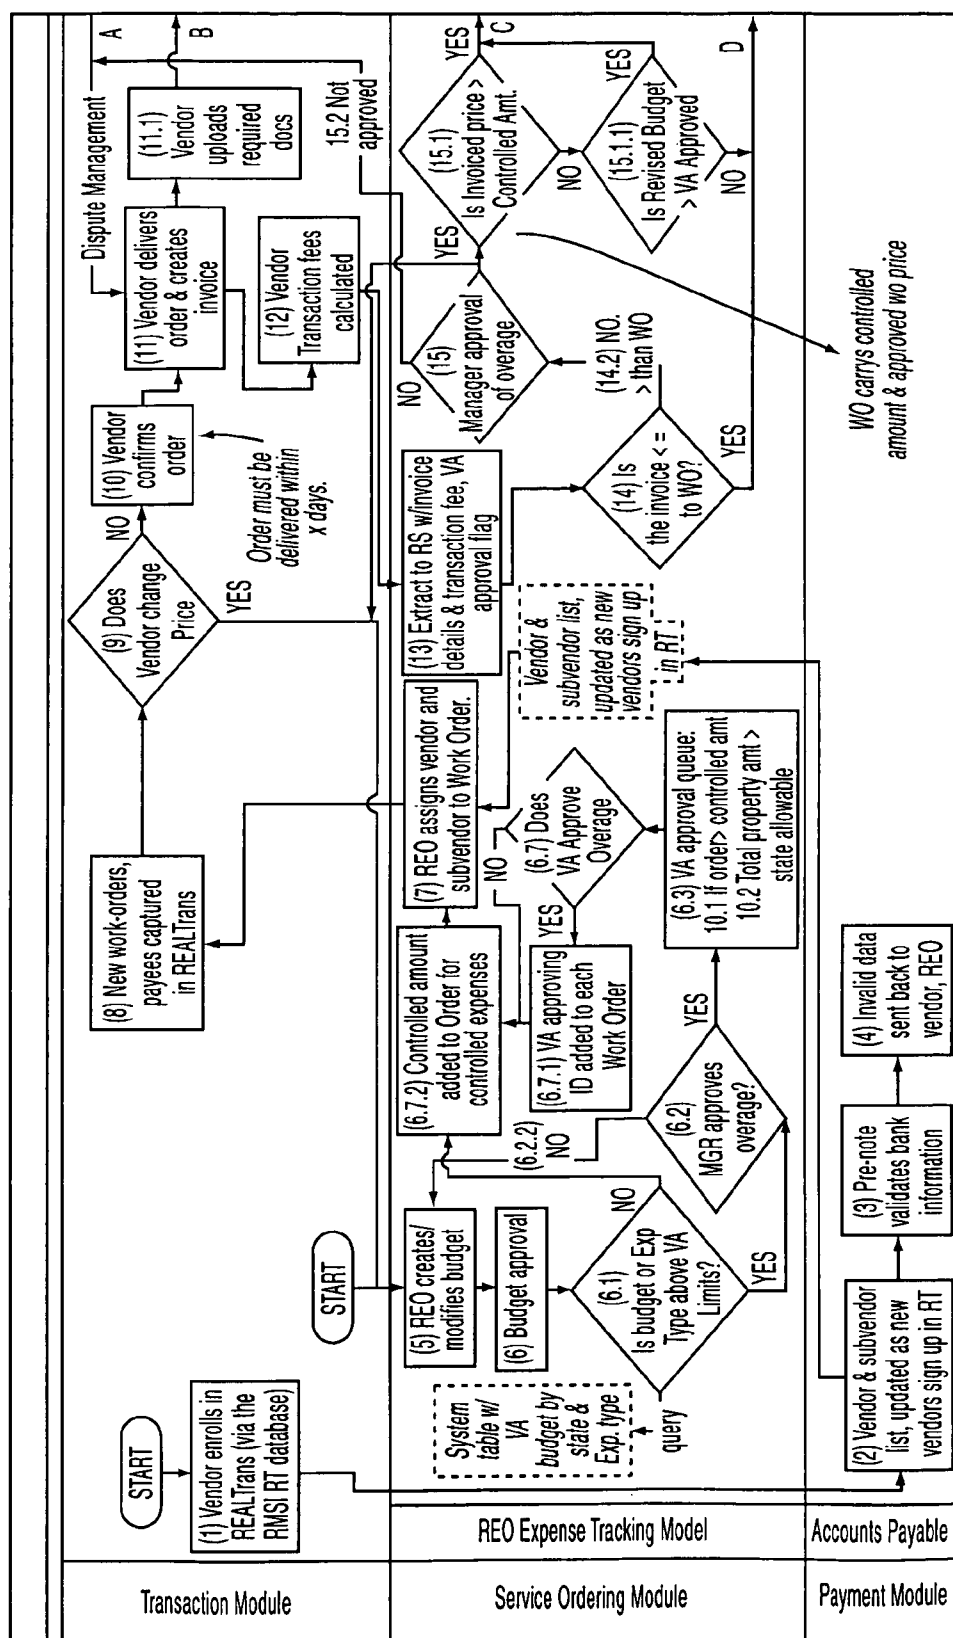 Transaction Module
START
(1) Vendor enrolls in
REALTrans (via the
RMSI RT database)
START
(8) New work-orders,
payees captured
in REALTrans
(9) Does
Vendor change
Price
NO
YES
(10) Vendor
confirms
order
Order must be
delivered within
x days.
Dispute Management
(11) Vendor delivers
order & creates
invoice
(11.1)
Vendor
uploads
required
docs
(12) Vendor
Transaction fees
calculated
15.2 Not
approved
A
B
Service Ordering Module
REO Expense Tracking Model
System
table w/
VA
budget by
state &
Exp. type
query
(5) REO creates/
modifies budget
(6) Budget approval
(6.1)
Is budget or Exp
Type above VA
Limits?
NO
YES
(6.2.2)
NO
(6.2)
MGR approves
overage?
YES
(6.7.2) Controlled amount
added to Order for
controlled expenses
(6.7.1) VA approving
ID added to each
Work Order
YES
NO
(6.7) Does
VA Approve
Overage
(6.3) VA approval queue:
10.1 If order> controlled amt
10.2 Total property amt >
state allowable
(7) REO assigns vendor and
subvendor to Work Order.
Vendor &
subvendor list,
updated as new
vendors sign up
in RT
(13) Extract to RS w/invoice
details & transaction fee, VA
approval flag
(14) Is
the invoice < =
to WO?
YES
(14.2) NO.
> than WO
NO
(15)
Manager approval
of overage
YES
(15.1)
Is Invoiced price >
Controlled Amt.
YES
C
NO
(15.1.1)
Is Revised Budget
> VA Approved
YES
NO
D
Payment Module
Accounts Payable
(2) Vendor & subvendor
list, updated as new
vendors sign up in RT
(3) Pre-note
validates bank
information
(4) Invalid data
sent back to
vendor, REO
WO carrys controlled
amount & approved wo price